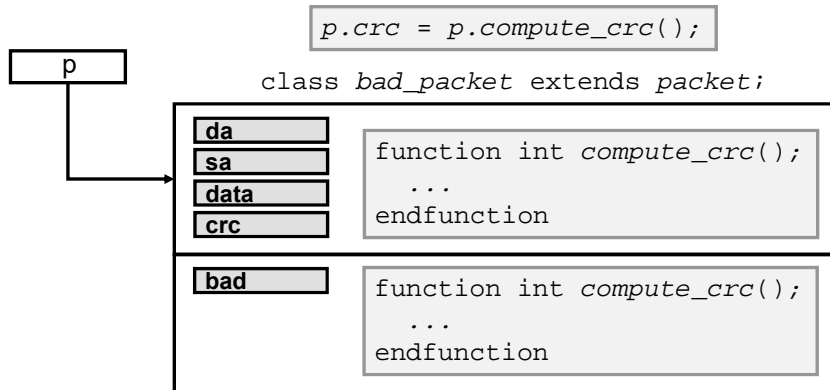 p.crc = p.compute_crc();
p
class bad_packet extends packet;
da
sa
data
crc
function int compute_crc();
...
endfunction
bad
function int compute_crc();
...
endfunction